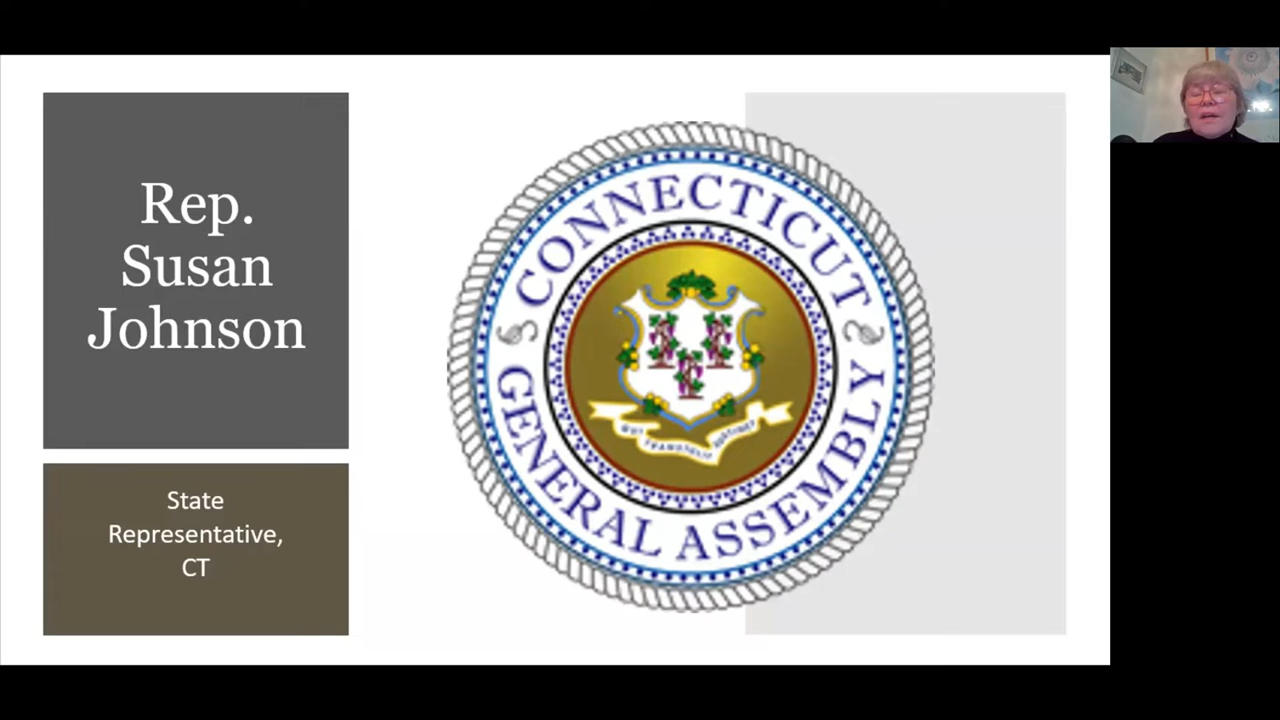 Rep.
Susan
Johnson
State
Representative,
CT
CONNECTICUT
GENERAL ASSEMBLY